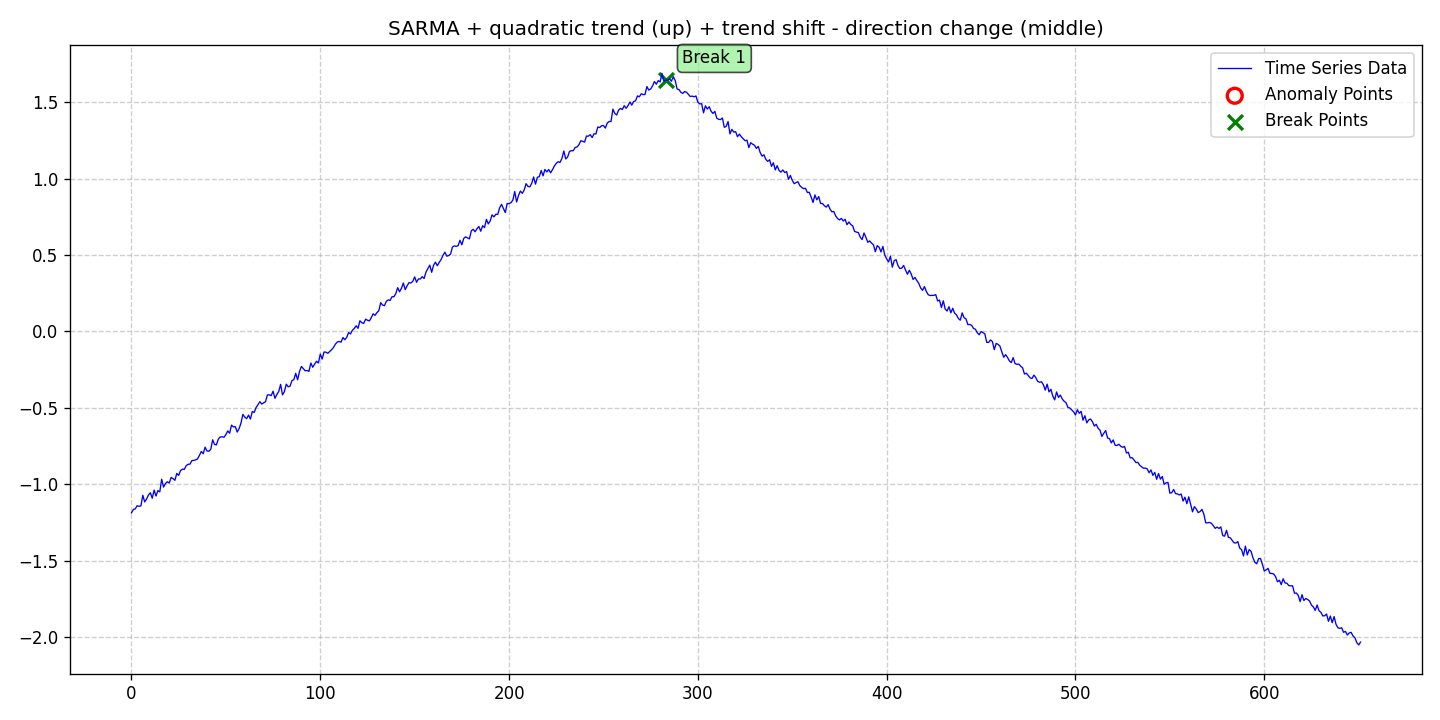 SARMA + quadratic trend (up) + trend shift - direction change (middle)
Break 1
Time Series Data
Anomaly Points
Break Points
1.5
1.0
0.5
0.0
−0.5
−1.0
−1.5
−2.0
0 100 200 300 400 500 600